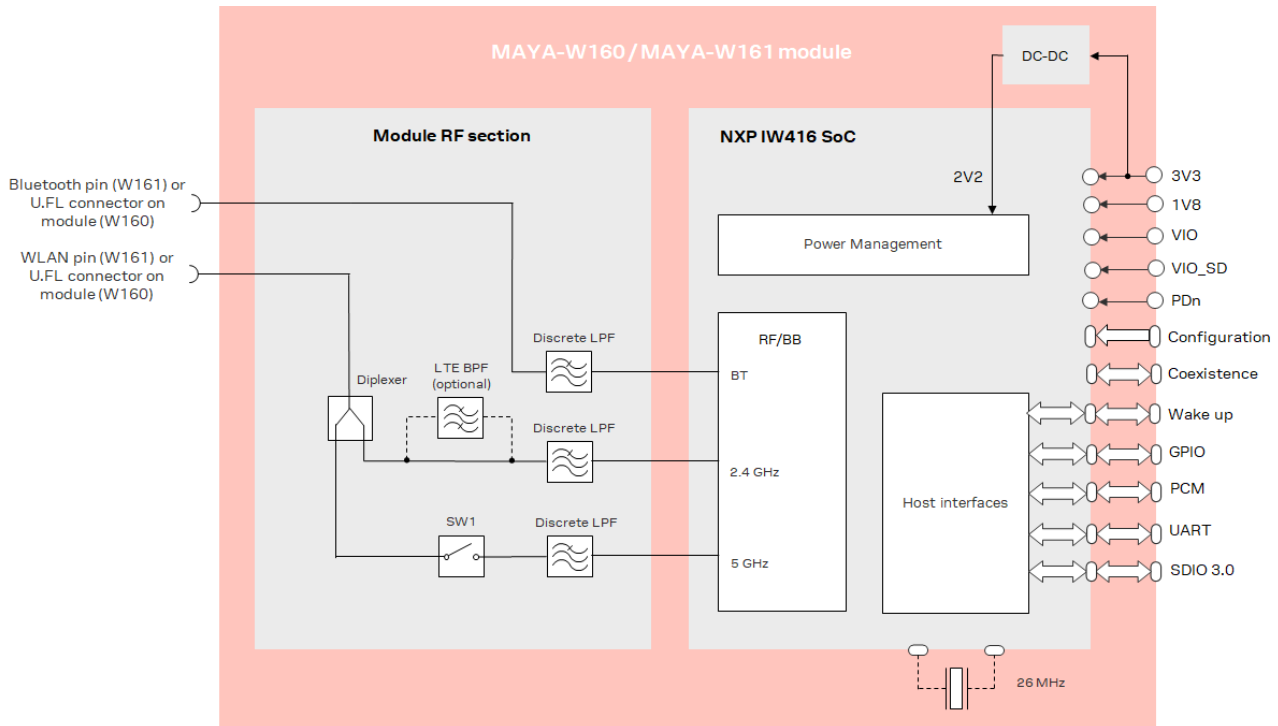 MAYA-W160 / MAYA-W161 module
DC-DC
Module RF section
NXP IW416 SoC
Bluetooth pin (W161) or
U.FL connector on
module (W160)
WLAN pin (W161) or
U.FL connector on
module (W160)
2V2
3V3
1V8
VIO
VIO_SD
PDn
Power Management
Configuration
Coexistence
Wake up
GPIO
PCM
UART
SDIO 3.0
Discrete LPF
RF/BB
LTE BPF
(optional)
Diplexer
BT
Discrete LPF
2.4 GHz
Host interfaces
SW1
Discrete LPF
5 GHz
26 MHz